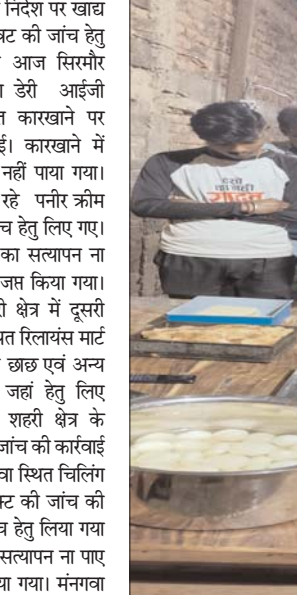 निर्देश पर खाद्य
की जांच हेतु
आज सिरमौर
डेरी आईजी
कारखाने पर
ई। कारखाने में
नहीं पाया गया।
रहे पनीर क्रीम
च हेतु लिए गए।
का सत्यापन ना
जप्त किया गया।
क्षेत्र में दूसरी
रिलायंस मार्ट
छाछ एवं अन्य
जहां हेतु लिए
शहरी क्षेत्र के
जांच की कार्रवाई
स्थित चिलिंग
की जांच की
हेतु लिया गया
सत्यापन ना पाए
या गया। मंनगवा